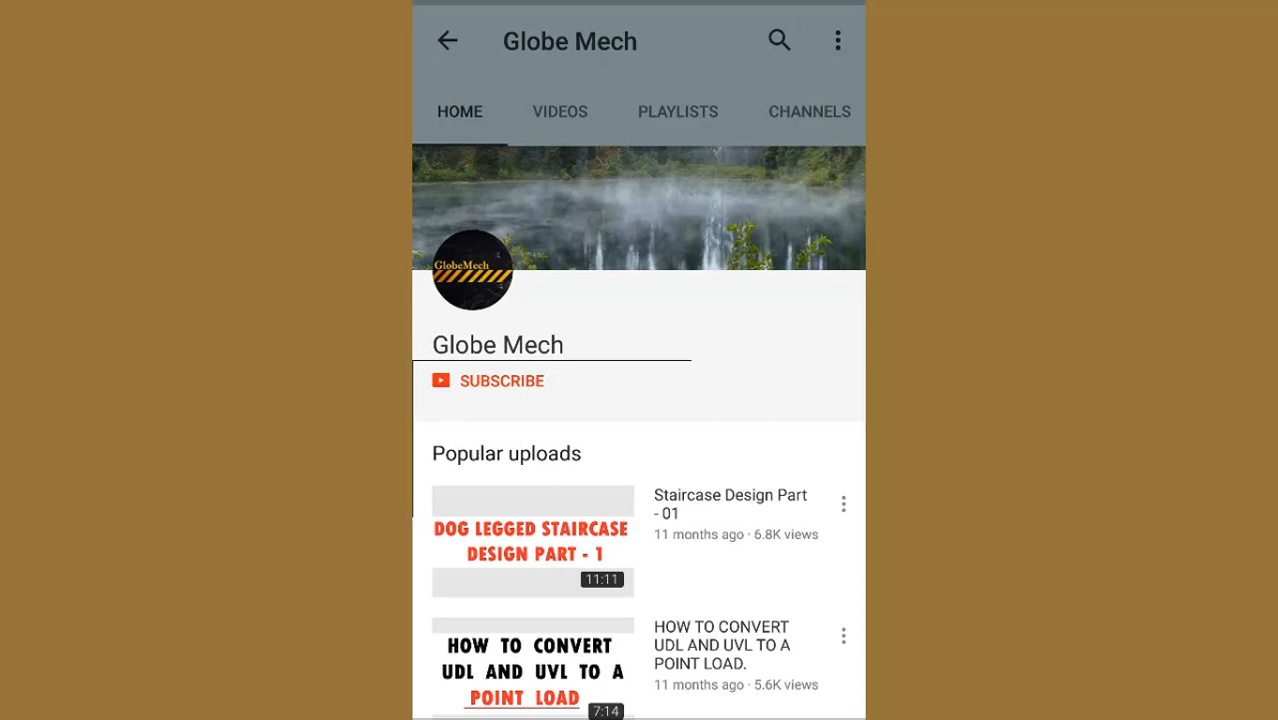 Globe Mech
HOME VIDEOS PLAYLISTS CHANNELS
GlobeMech
Globe Mech
SUBSCRIBE
Popular uploads
DOG LEGGED STAIRCASE
DESIGN PART - 1
11:11
Staircase Design Part
- 01
11 months ago · 6.8K views
HOW TO CONVERT
UDL AND UVL TO A
POINT LOAD
7:14
HOW TO CONVERT
UDL AND UVL TO A
POINT LOAD.
11 months ago · 5.6K views